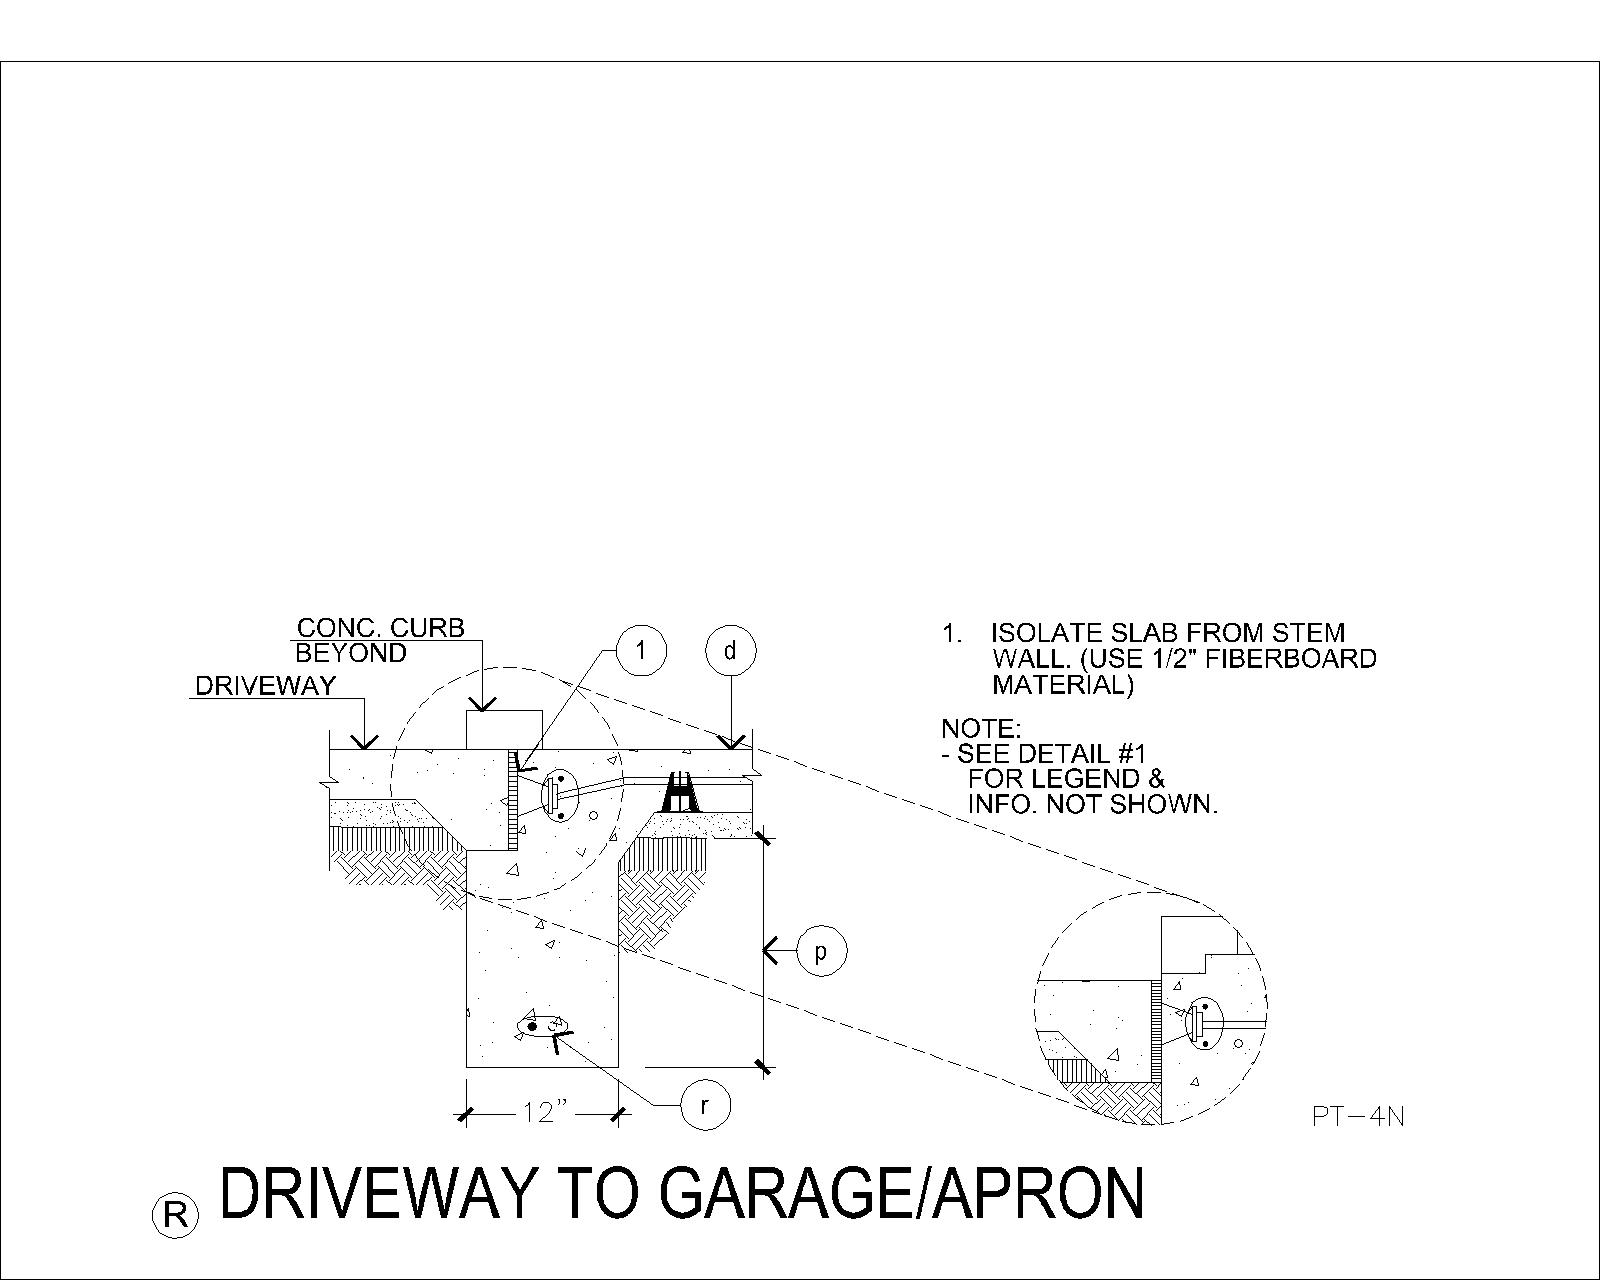 CONC. CURB
BEYOND
DRIVEWAY
1
d
1. ISOLATE SLAB FROM STEM
WALL. (USE 1/2" FIBERBOARD
MATERIAL)
NOTE:
- SEE DETAIL #1
FOR LEGEND &
INFO. NOT SHOWN.
p
r
12"
PT-4N
R DRIVEWAY TO GARAGE/APRON